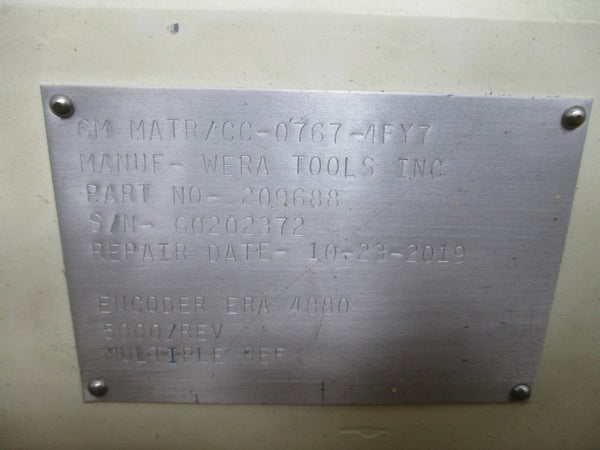 GM MATR/CC-0767-4FY7
MANUF- WERA TOOLS INC
PART NO- 209688
S/N- 60202372
REPAIR DATE- 10-23-2019
ENCODER ERA 4880
5000/REV
MULTIPLE REF